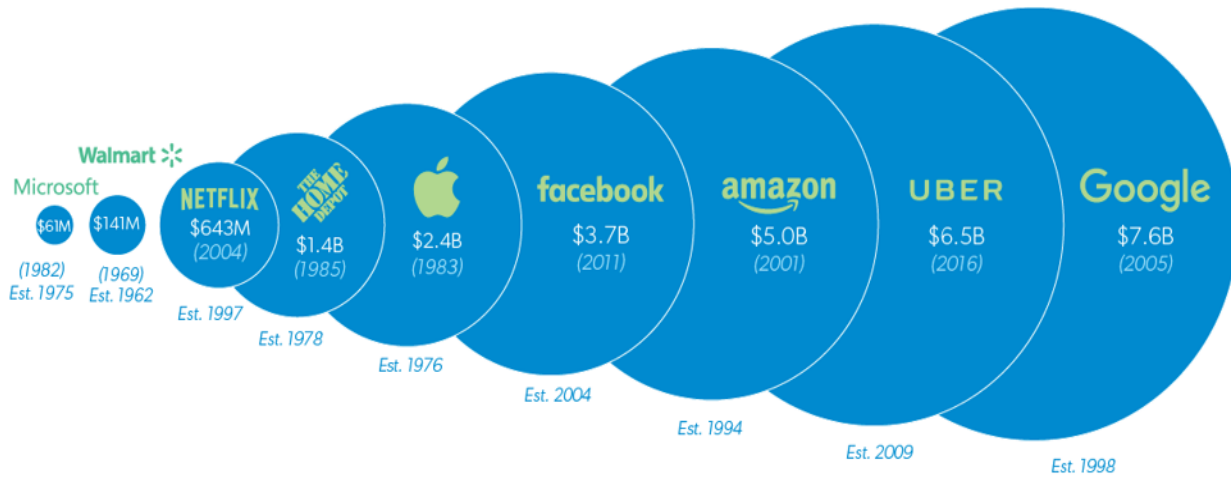 Microsoft
$61M
(1982)
Est. 1975
Walmart
$141M
(1969)
Est. 1962
NETFLIX
$643M
(2004)
Est. 1997
THE
HOME
DEPOT
$1.4B
(1985)
Est. 1978
$2.4B
(1983)
Est. 1976
facebook
$3.7B
(2011)
Est. 2004
amazon
$5.0B
(2001)
Est. 1994
UBER
$6.5B
(2016)
Est. 2009
Google
$7.6B
(2005)
Est. 1998